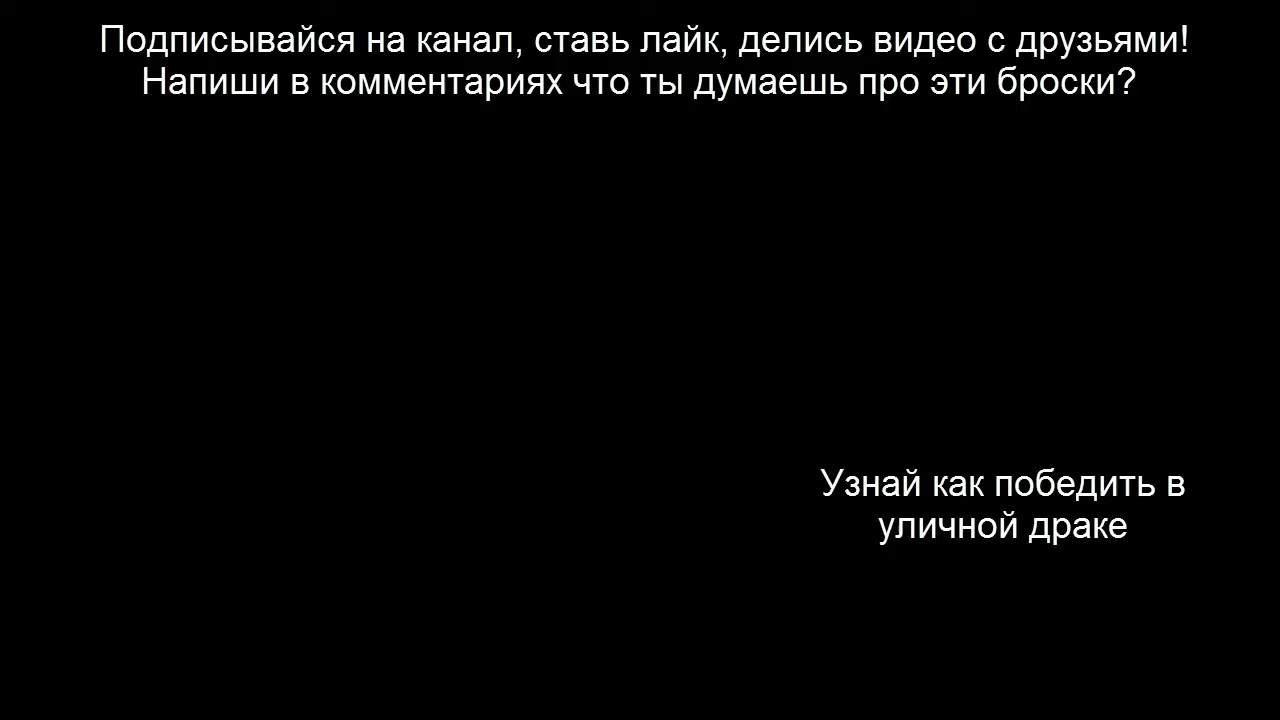 Подписывайся на канал, ставь лайк, делись видео с друзьями!
Напиши в комментариях что ты думаешь про эти броски?
Узнай как победить в
уличной драке